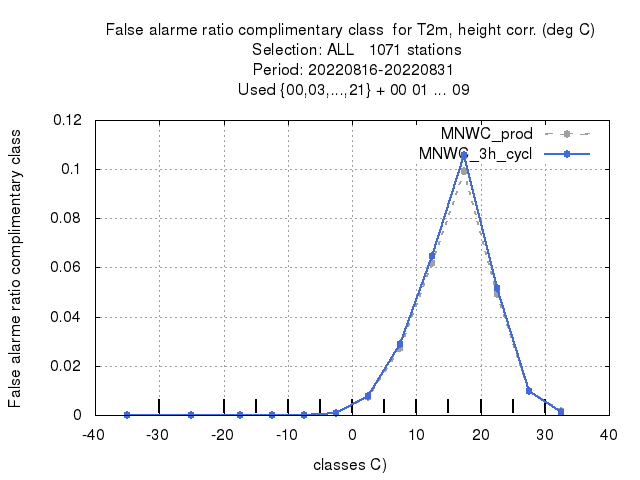 False alarme ratio complimentary class for T2m, height corr. (deg C)
Selection: ALL 1071 stations
Period: 20220816-20220831
Used {00,03,...,21} + 00 01 ... 09
False alarme ratio complimentary class
0.12
0.1
0.08
0.06
0.04
0.02
0
MNWC_prod
MNWC_3h_cycl
-40 -30 -20 -10 0 10 20 30 40
classes C)